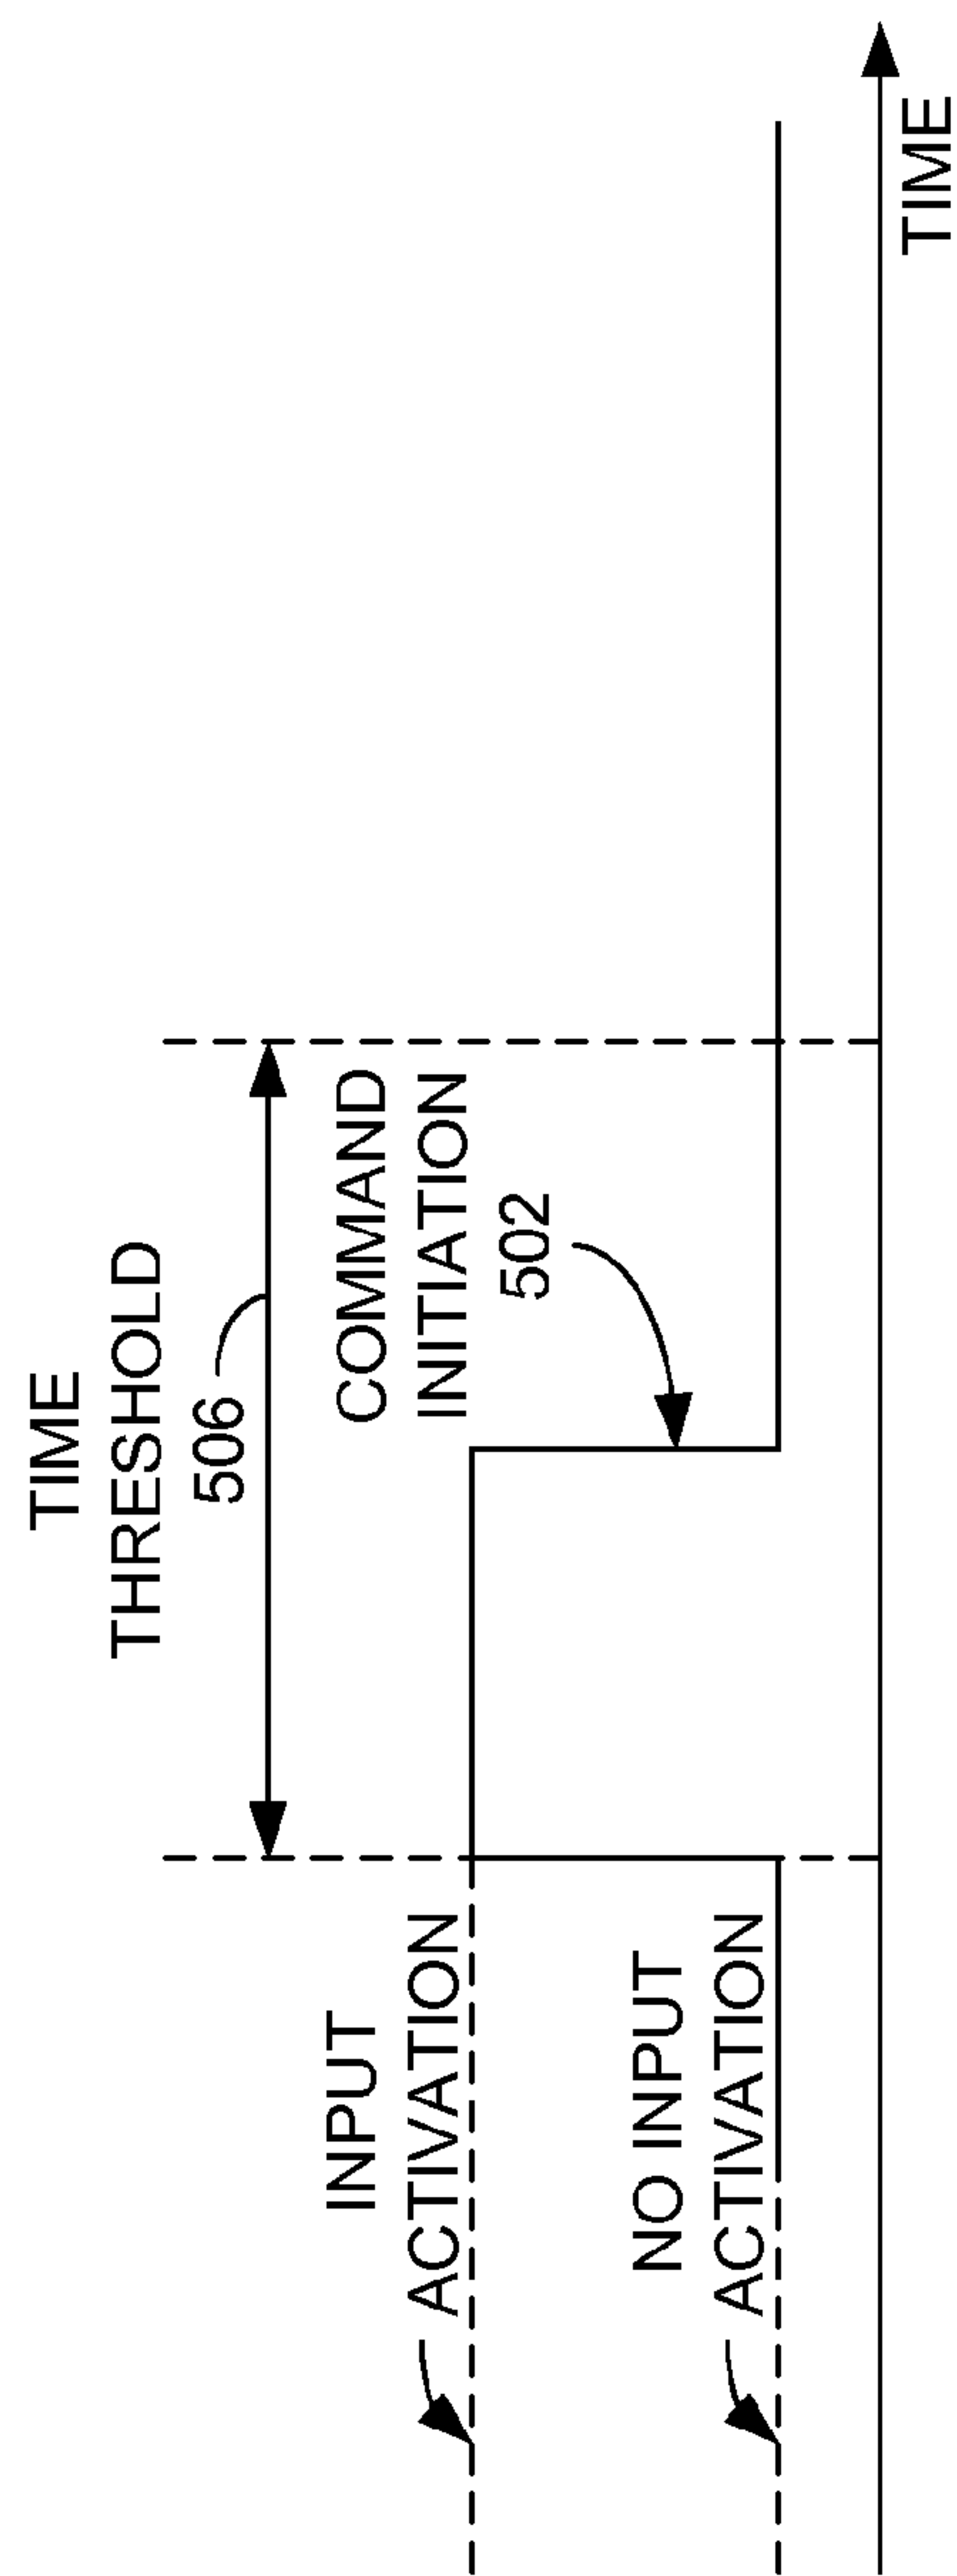 TIME
THRESHOLD
506
COMMAND
INITIATION
502
INPUT
ACTIVATION
NO INPUT
ACTIVATION
TIME